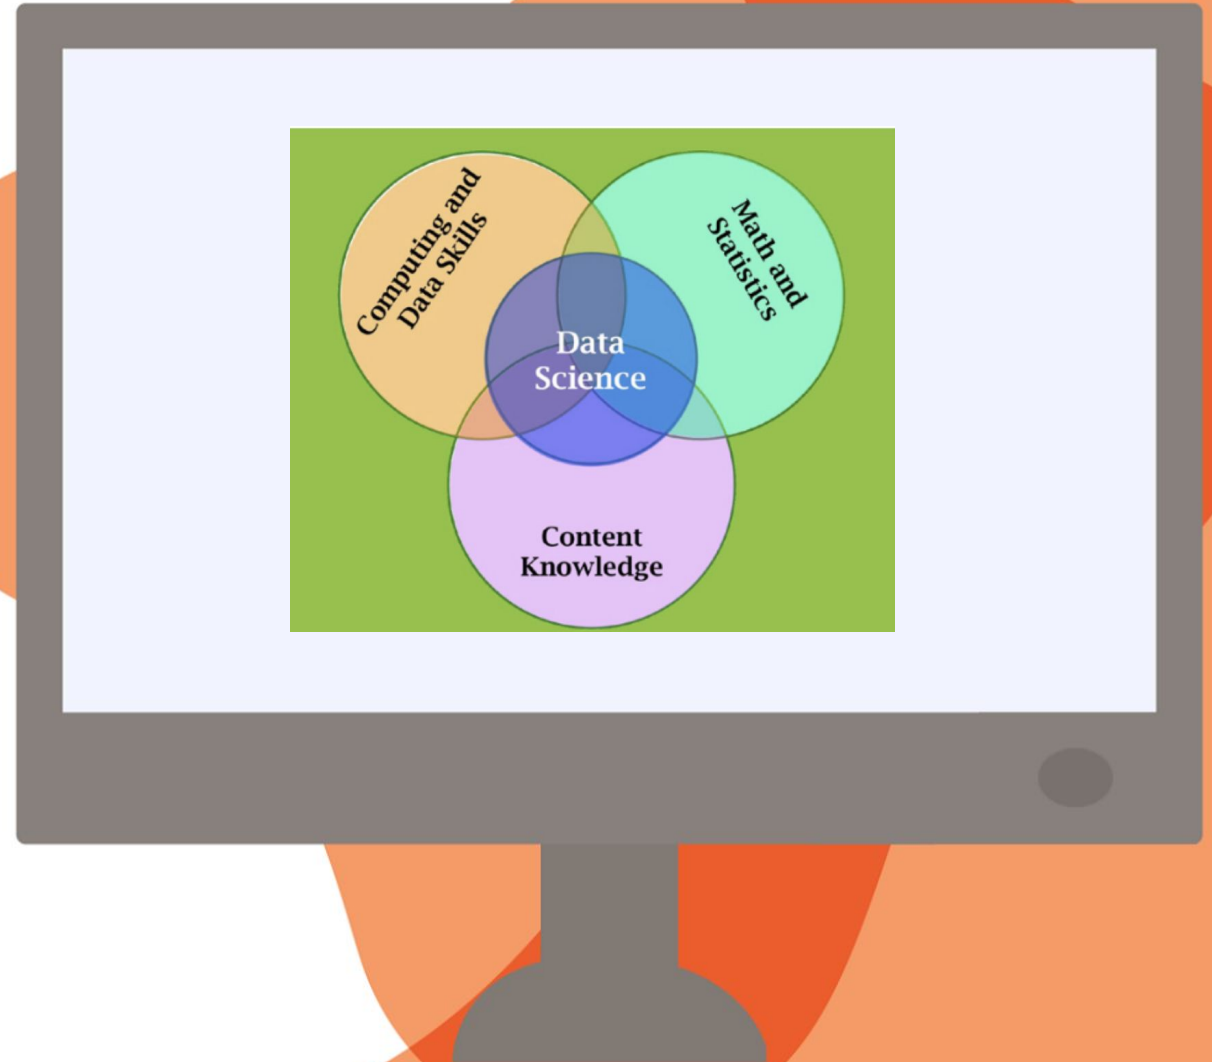 Computing and
Data Skills
Math and
Statistics
Data
Science
Content
Knowledge